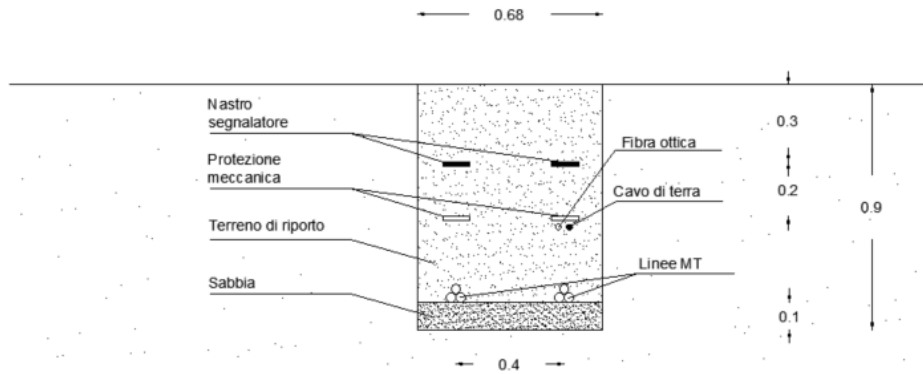 0.68
Nastro
segnalatore
Protezione
meccanica
Terreno di riporto
Sabbia
Fibra ottica
Cavo di terra
Linee MT
0.3
0.2
0.9
0.1
0.4